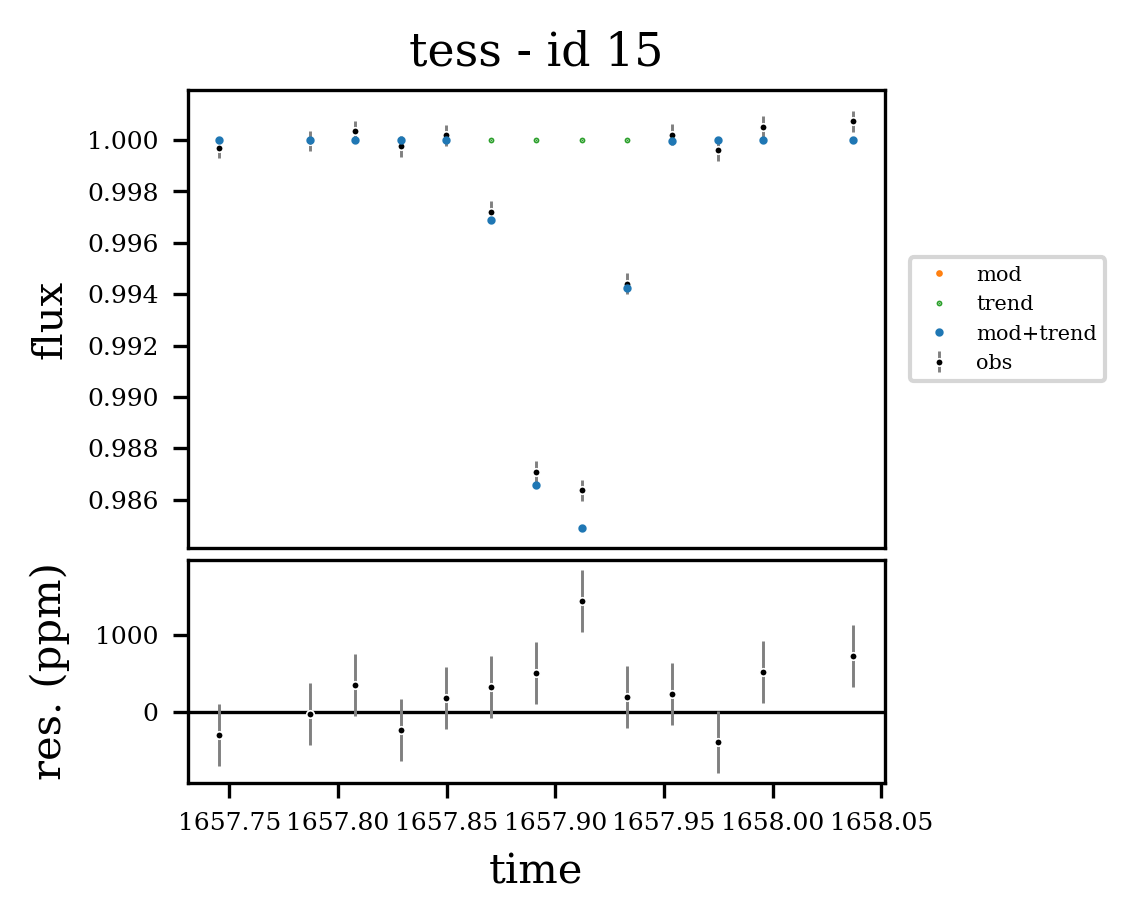 tess - id 15
flux
1.000
0.998
0.996
0.994
0.992
0.990
0.988
0.986
mod
trend
mod+trend
obs
res. (ppm)
1000
0
1657.75 1657.80 1657.85 1657.90 1657.95 1658.00 1658.05
time